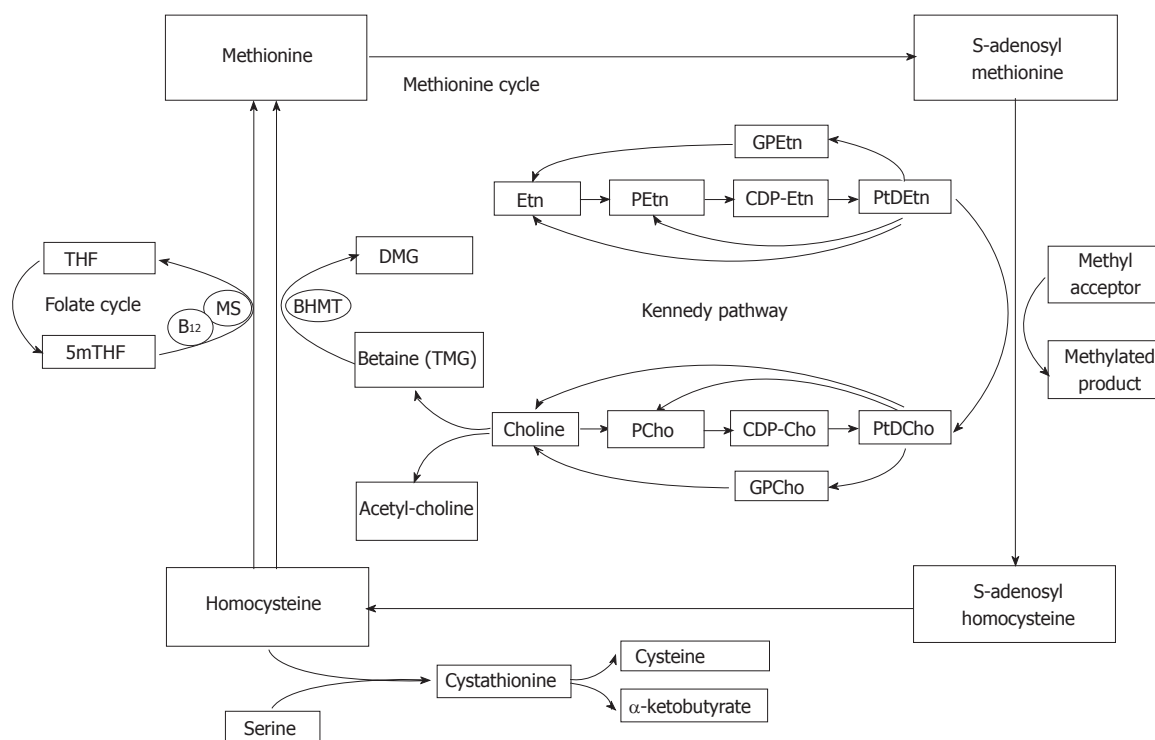 Methionine
S-adenosyl
methionine
Methionine cycle
GPEtn
Etn
PEtn
CDP-Etn
PtDEtn
THF
DMG
Methyl
acceptor
Folate cycle
MS
BHMT
B12
Kennedy pathway
5mTHF
Betaine (TMG)
Methylated
product
Choline
PCho
CDP-Cho
PtDCho
GPCho
Acetyl-choline
Homocysteine
S-adenosyl
homocysteine
Cysteine
Cystathionine
α-ketobutyrate
Serine